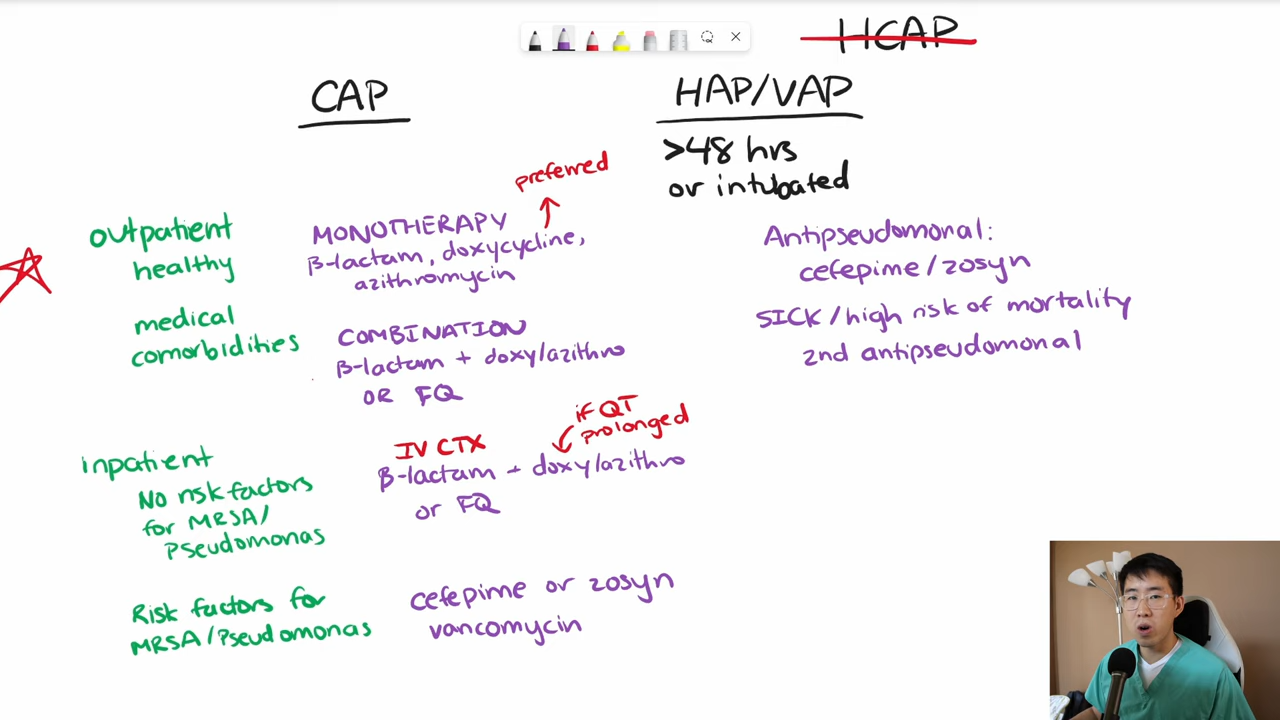 HCAP
CAP
HAP/VAP
>48 hrs
or intubated
preferred
outpatient
healthy
MONOTHERAPY
β-lactam, doxycycline,
azithromycin
medical
comorbidities
COMBINATION
β-lactam + doxy/azithro
OR FQ
inpatient
No risk factors
for MRSA/
Pseudomonas
IV CTX
if QT
prolonged
β-lactam + doxy/azithro
or FQ
Risk factors for
MRSA/Pseudomonas
cefepime or zosyn
vancomycin
Antipseudomonal:
cefepime/zosyn
SICK/high risk of mortality
2nd antipseudomonal